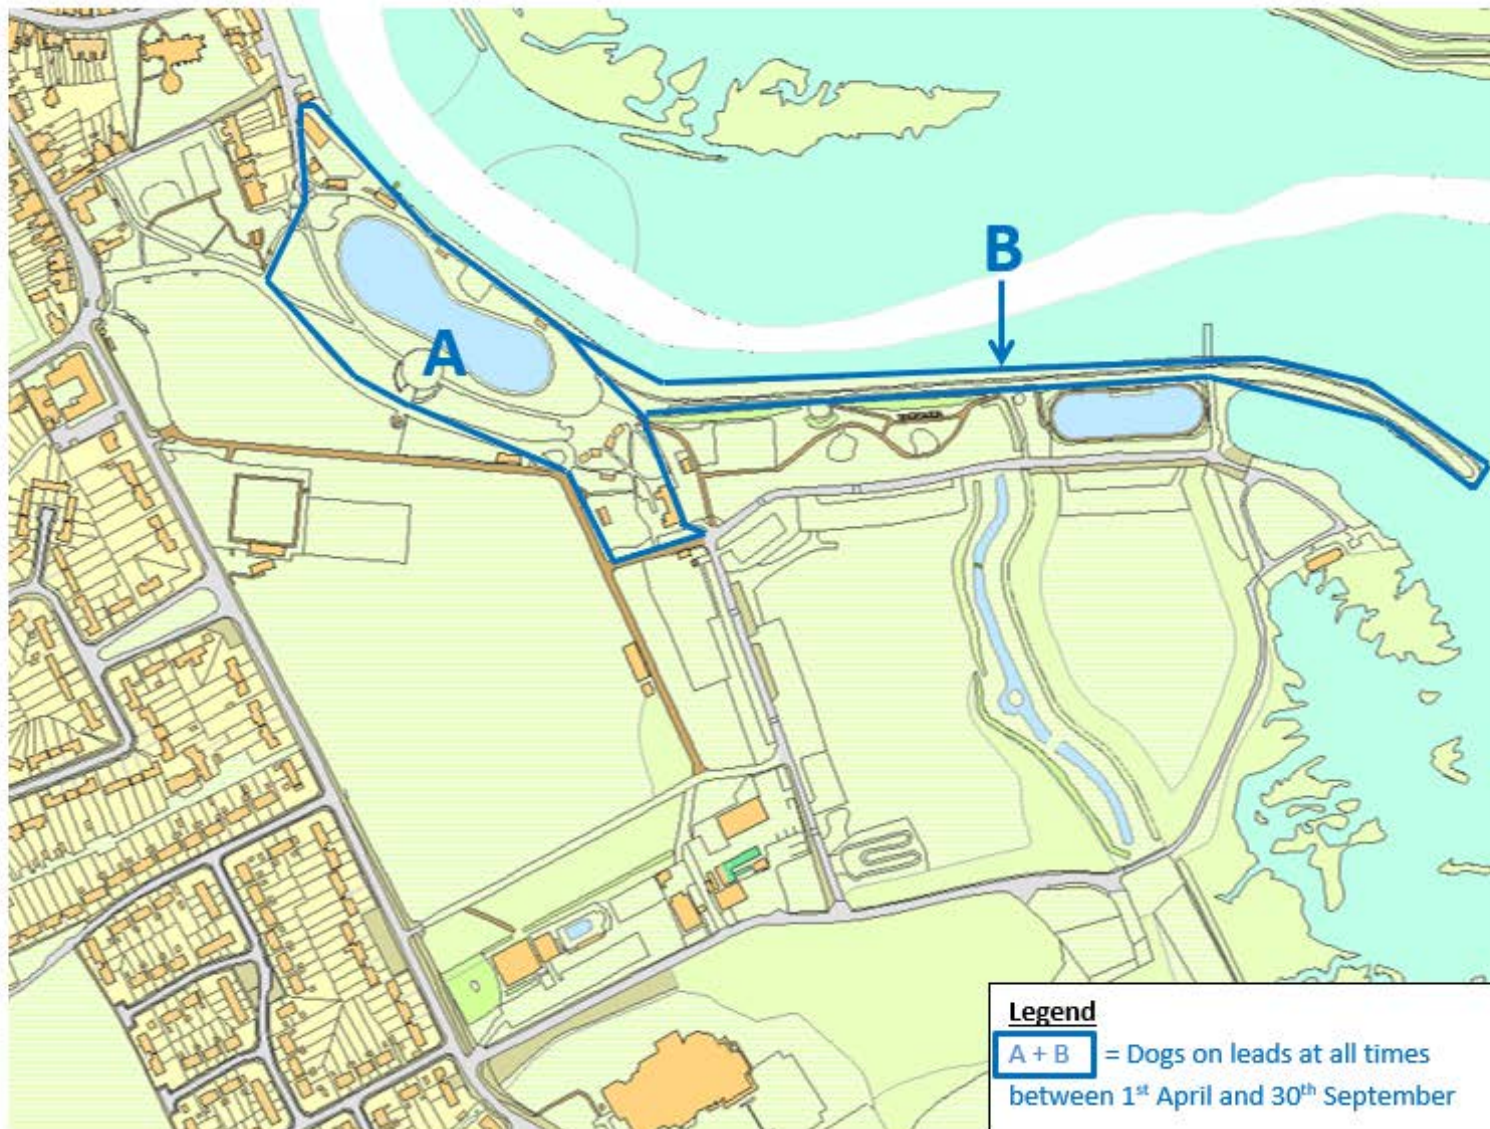 B
A
Legend
A + B = Dogs on leads at all times
between 1st April and 30th September